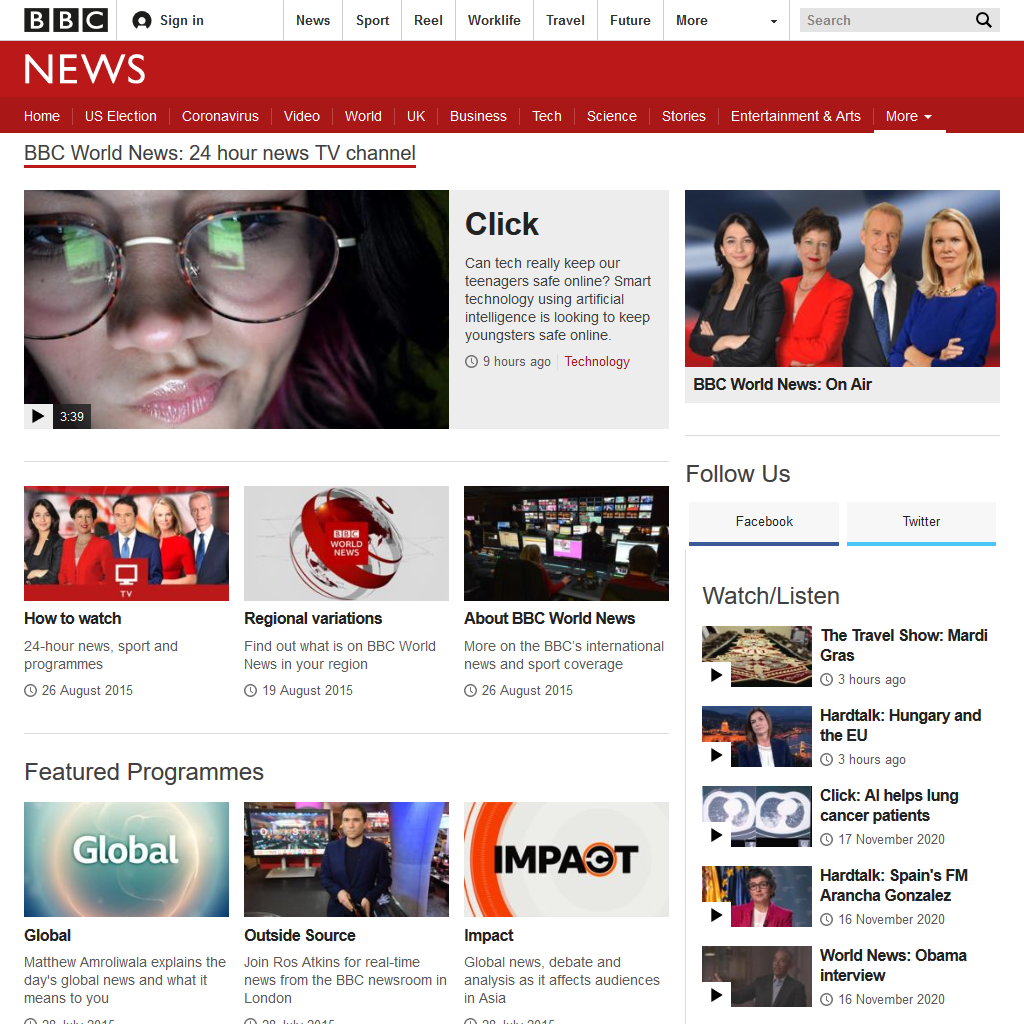 BBC
Sign in
News
Sport
Reel
Worklife
Travel
Future
More
Search
NEWS
Home
US Election
Coronavirus
Video
World
UK
Business
Tech
Science
Stories
Entertainment & Arts
More
BBC World News: 24 hour news TV channel
3:39
Click
Can tech really keep our
teenagers safe online? Smart
technology using artificial
intelligence is looking to keep
youngsters safe online.
9 hours ago
Technology
BBC World News: On Air
TV
How to watch
24-hour news, sport and
programmes
26 August 2015
BBC
WORLD
NEWS
Regional variations
Find out what is on BBC World
News in your region
19 August 2015
About BBC World News
More on the BBC's international
news and sport coverage
26 August 2015
Featured Programmes
Global
Global
Matthew Amroliwala explains the
day's global news and what it
means to you
28 July 2015
Outside Source
Join Ros Atkins for real-time
news from the BBC newsroom in
London
28 July 2015
IMPACT
Impact
Global news, debate and
analysis as it affects audiences
in Asia
28 July 2015
Follow Us
Facebook
Twitter
Watch/Listen
The Travel Show: Mardi
Gras
3 hours ago
Hardtalk: Hungary and
the EU
3 hours ago
Click: AI helps lung
cancer patients
17 November 2020
Hardtalk: Spain's FM
Arancha Gonzalez
16 November 2020
World News: Obama
interview
16 November 2020